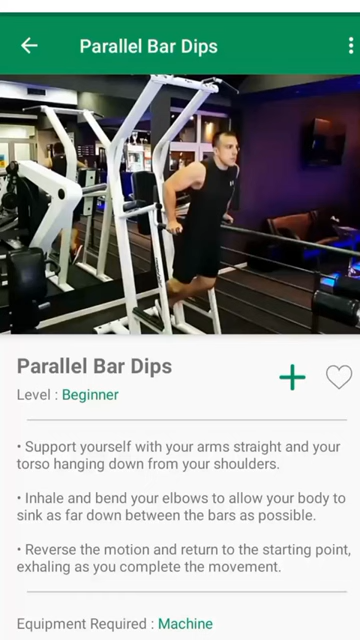 Parallel Bar Dips
Parallel Bar Dips
Level : Beginner
• Support yourself with your arms straight and your
torso hanging down from your shoulders.
• Inhale and bend your elbows to allow your body to
sink as far down between the bars as possible.
• Reverse the motion and return to the starting point,
exhaling as you complete the movement.
Equipment Required : Machine